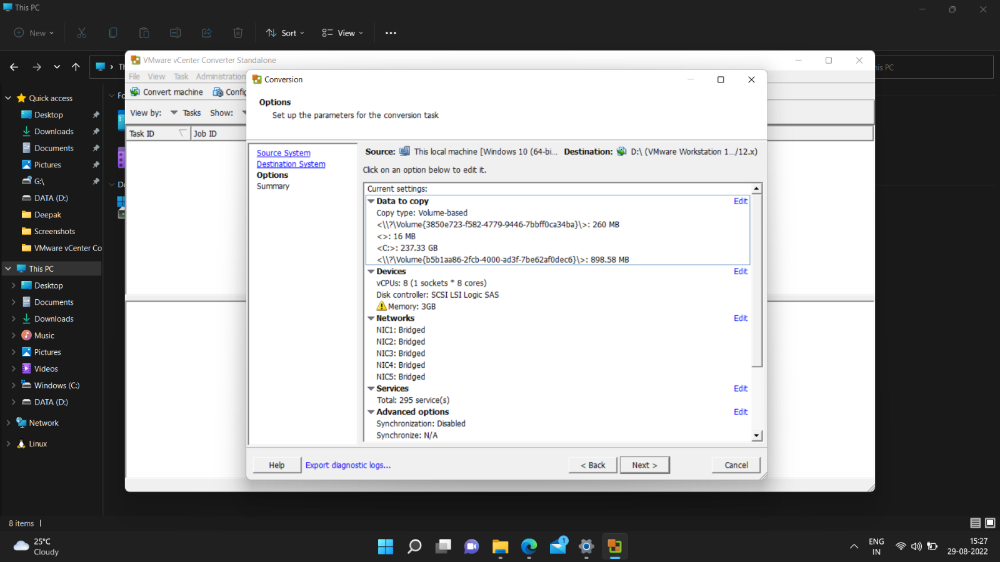 This PC
New
Sort
View
VMware vCenter Converter Standalone
File View Task Administration
Convert machine
View by: Tasks Show:
Task ID
Job ID
Conversion
Options
Set up the parameters for the conversion task
Source System
Destination System
Options
Summary
Source: This local machine [Windows 10 (64-bi... Destination: D:\ (VMware Workstation 1.../12.x)
Click on an option below to edit it.
Current settings:
Data to copy Edit
Copy type: Volume-based
<\\?\Volume{3850e723-f582-4779-9446-7bbff0ca34ba}\>: 260 MB
<>: 16 MB
<C:>: 237.33 GB
<\\?\Volume{b5b1aa86-2fcb-4000-ad3f-7be62af0dec6}\>: 898.58 MB
Devices Edit
vCPUs: 8 (1 sockets * 8 cores)
Disk controller: SCSI LSI Logic SAS
Memory: 3GB
Networks Edit
NIC1: Bridged
NIC2: Bridged
NIC3: Bridged
NIC4: Bridged
NIC5: Bridged
Services Edit
Total: 295 service(s)
Advanced options Edit
Synchronization: Disabled
Synchronize: N/A
Help
Export diagnostic logs...
< Back
Next >
Cancel
Quick access
Desktop
Downloads
Documents
Pictures
G:\
DATA (D:)
Deepak
Screenshots
VMware vCenter Co
This PC
Desktop
Documents
Downloads
Music
Pictures
Videos
Windows (C:)
DATA (D:)
Network
Linux
8 items
25°C
Cloudy
1
ENG
IN
15:27
29-08-2022